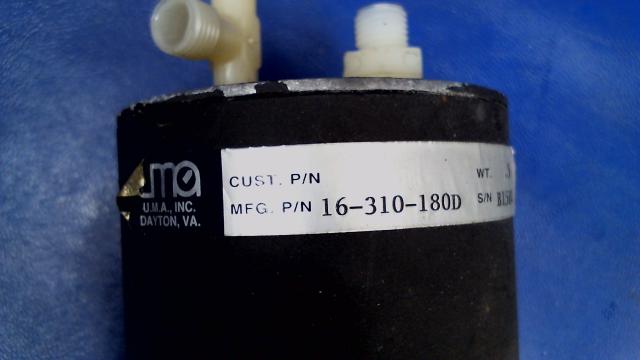 uma
U.M.A., INC.
DAYTON, VA.
CUST. P/N
MFG. P/N 16-310-180D
WT.
S/N